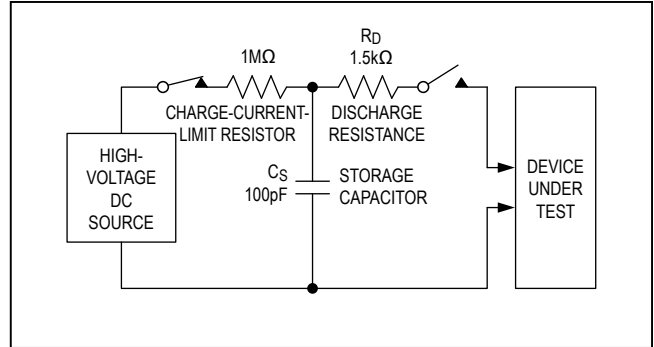 1MΩ
CHARGE-CURRENT-
LIMIT RESISTOR
RD
1.5kΩ
DISCHARGE
RESISTANCE
HIGH-
VOLTAGE
DC
SOURCE
CS
100pF
STORAGE
CAPACITOR
DEVICE
UNDER
TEST